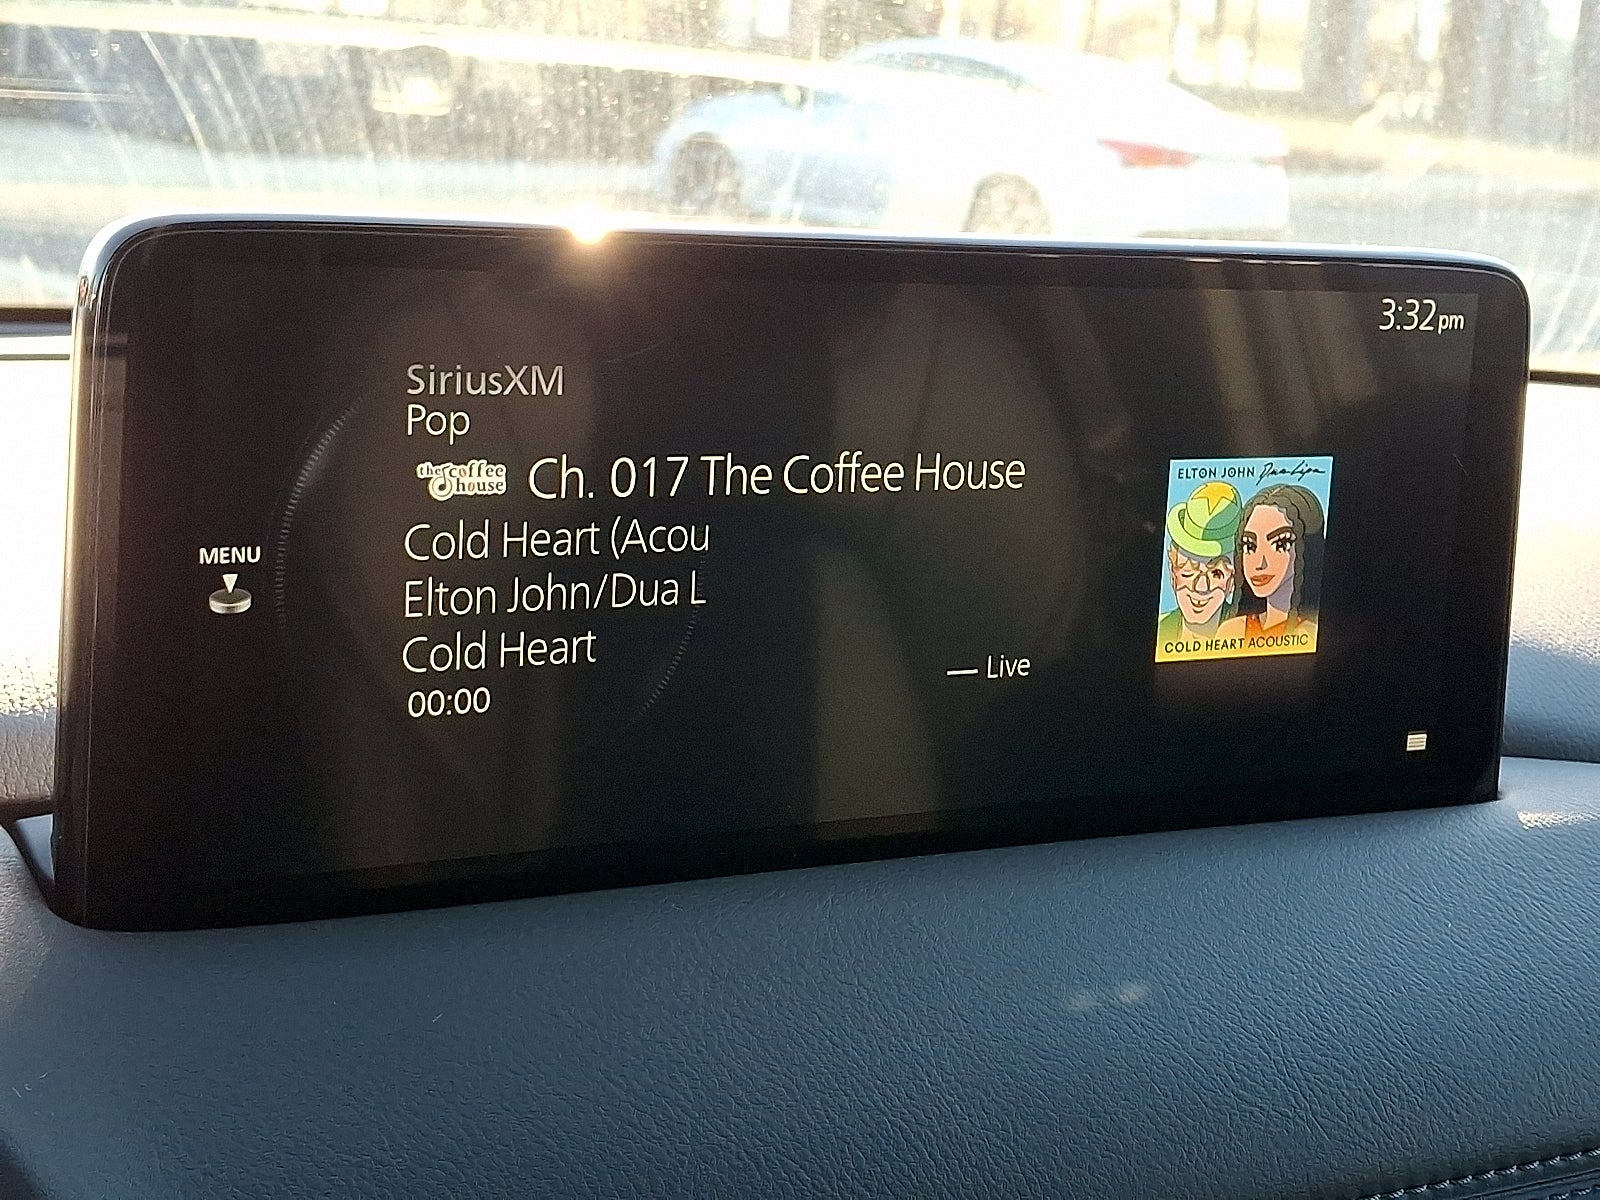 3:32pm
SiriusXM
Pop
the coffee house
Ch. 017 The Coffee House
Cold Heart (Acou
Elton John/Dua L
Cold Heart
00:00
Live
MENU
ELTON JOHN Dua Lipa
COLD HEART ACOUSTIC